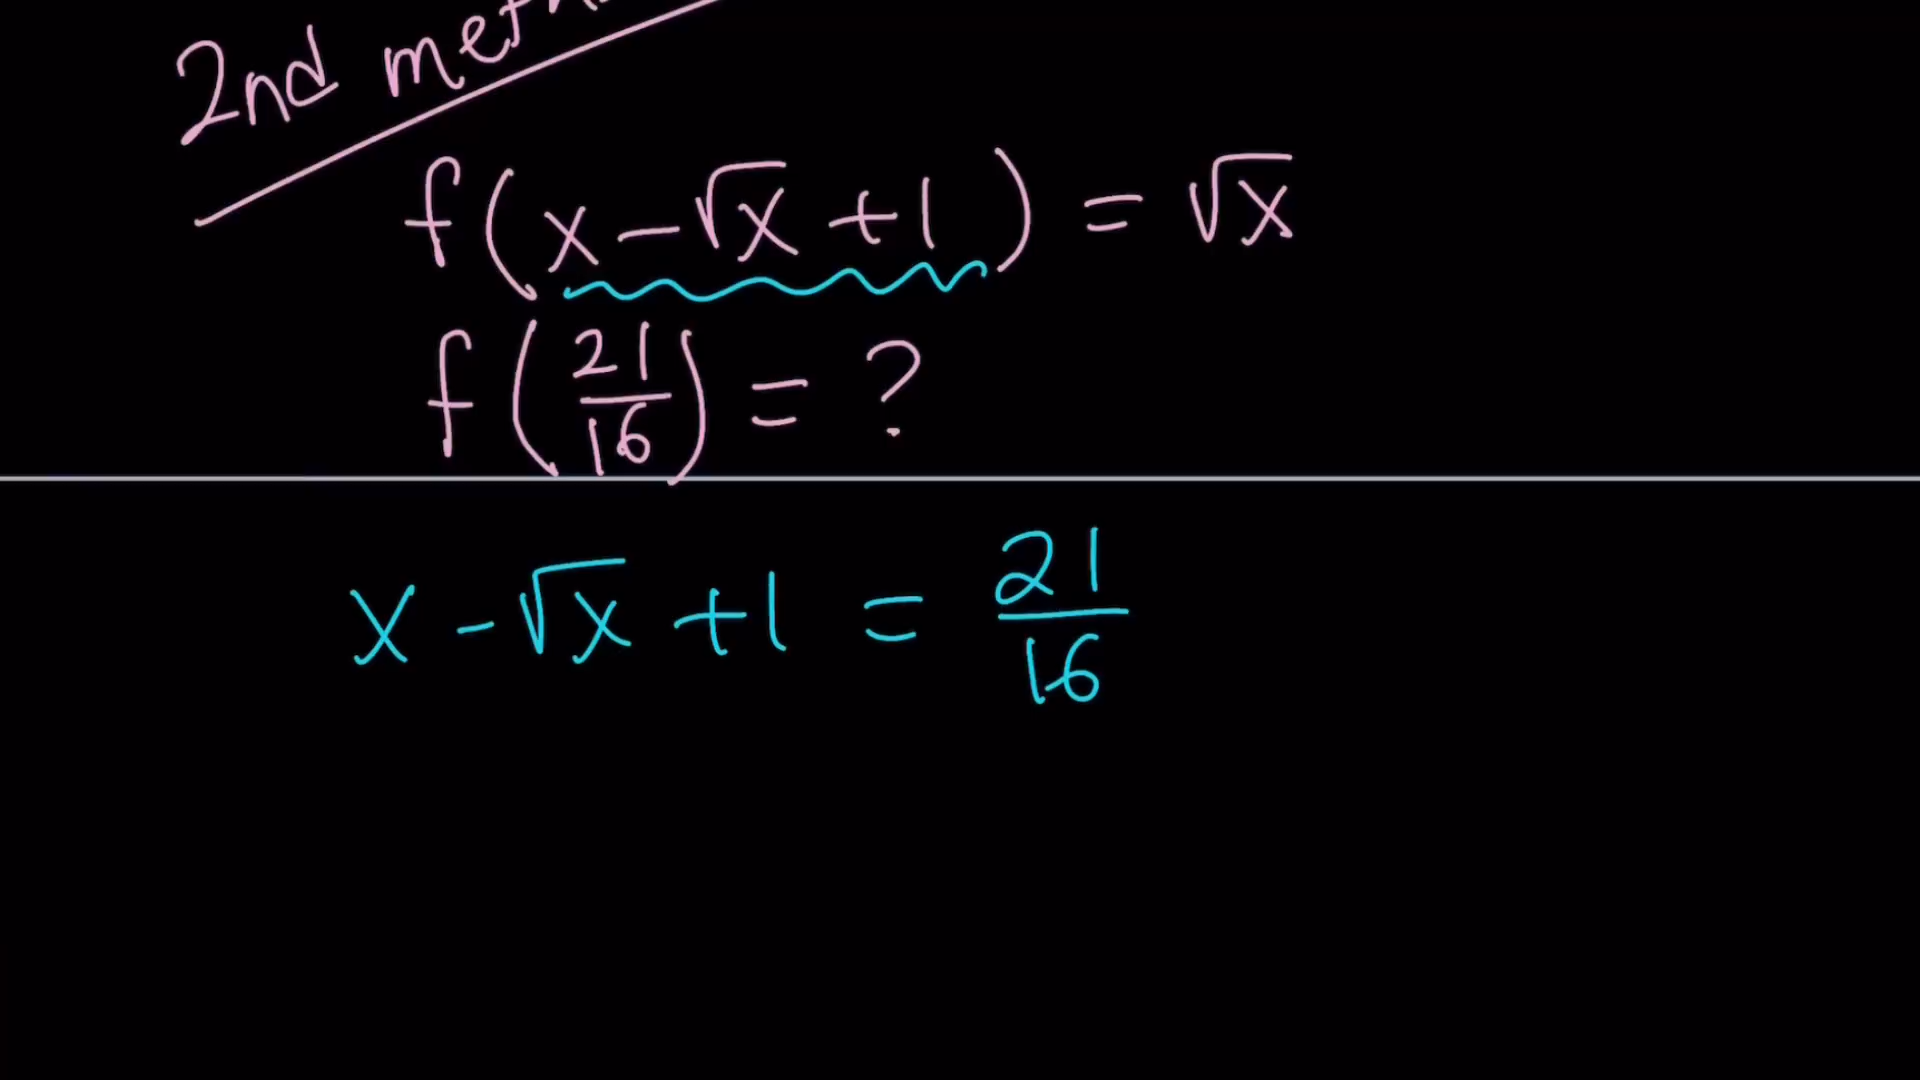 2nd
f(x-√x+1)=√x
f(21/16)=?
x-√x+1=21/16